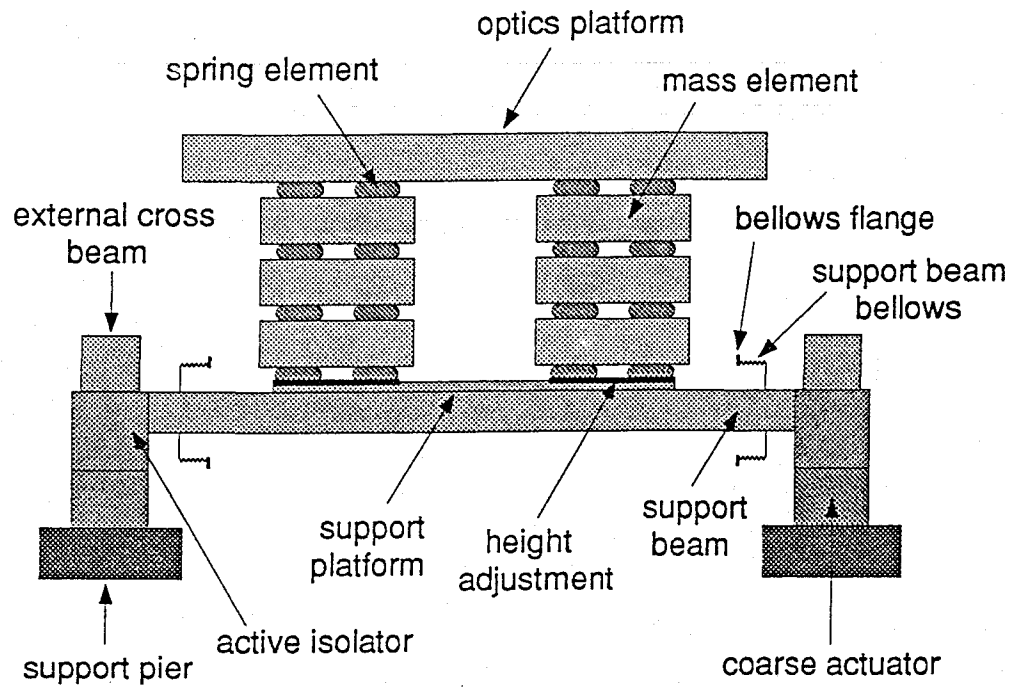 optics platform
spring element
mass element
external cross
beam
bellows flange
support beam
bellows
support
platform
height
adjustment
support
beam
active isolator
support pier
coarse actuator